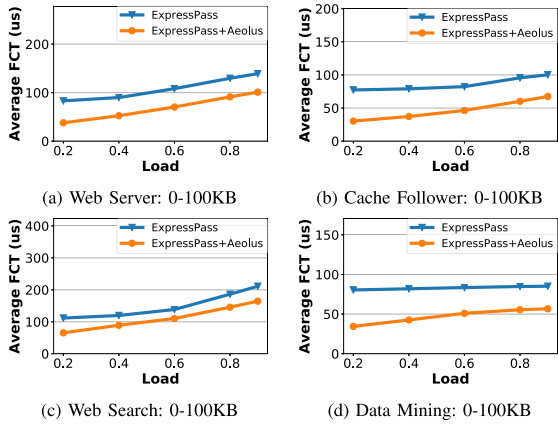 ExpressPass
ExpressPass+Aeolus
Average FCT (us)
200
100
0
0.2 0.4 0.6 0.8
Load
(a) Web Server: 0-100KB
ExpressPass
ExpressPass+Aeolus
Average FCT (us)
200
150
100
50
0
0.2 0.4 0.6 0.8
Load
(b) Cache Follower: 0-100KB
ExpressPass
ExpressPass+Aeolus
Average FCT (us)
400
300
200
100
0
0.2 0.4 0.6 0.8
Load
(c) Web Search: 0-100KB
ExpressPass
ExpressPass+Aeolus
Average FCT (us)
150
100
50
0
0.2 0.4 0.6 0.8
Load
(d) Data Mining: 0-100KB